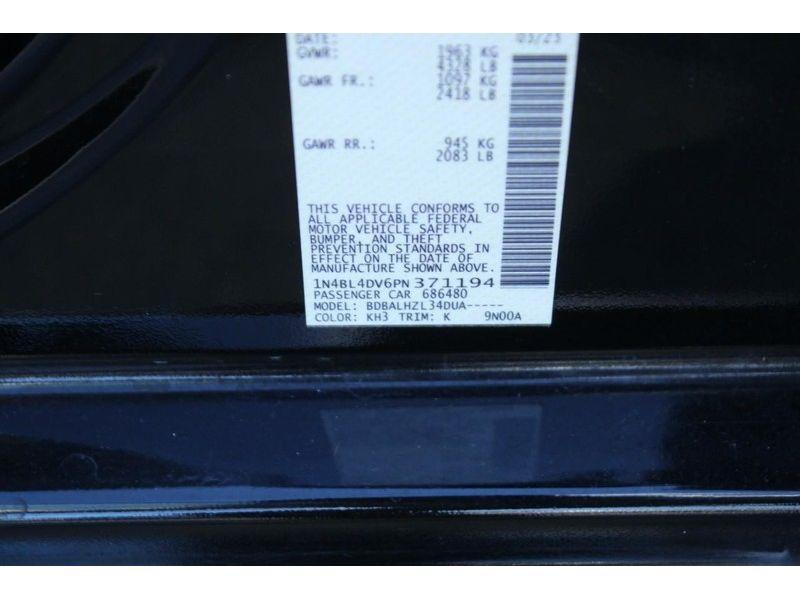 DATE: 03/23
GVWR: 1963 KG
4328 LB
GAWR FR.: 1097 KG
2418 LB
GAWR RR.: 945 KG
2083 LB
THIS VEHICLE CONFORMS TO
ALL APPLICABLE FEDERAL
MOTOR VEHICLE SAFETY,
BUMPER, AND THEFT
PREVENTION STANDARDS IN
EFFECT ON THE DATE OF
MANUFACTURE SHOWN ABOVE.
1N4BL4DV6PN371194
PASSENGER CAR 686480
MODEL: BDBALHZL34DUA-----
COLOR: KH3 TRIM: K 9N00A